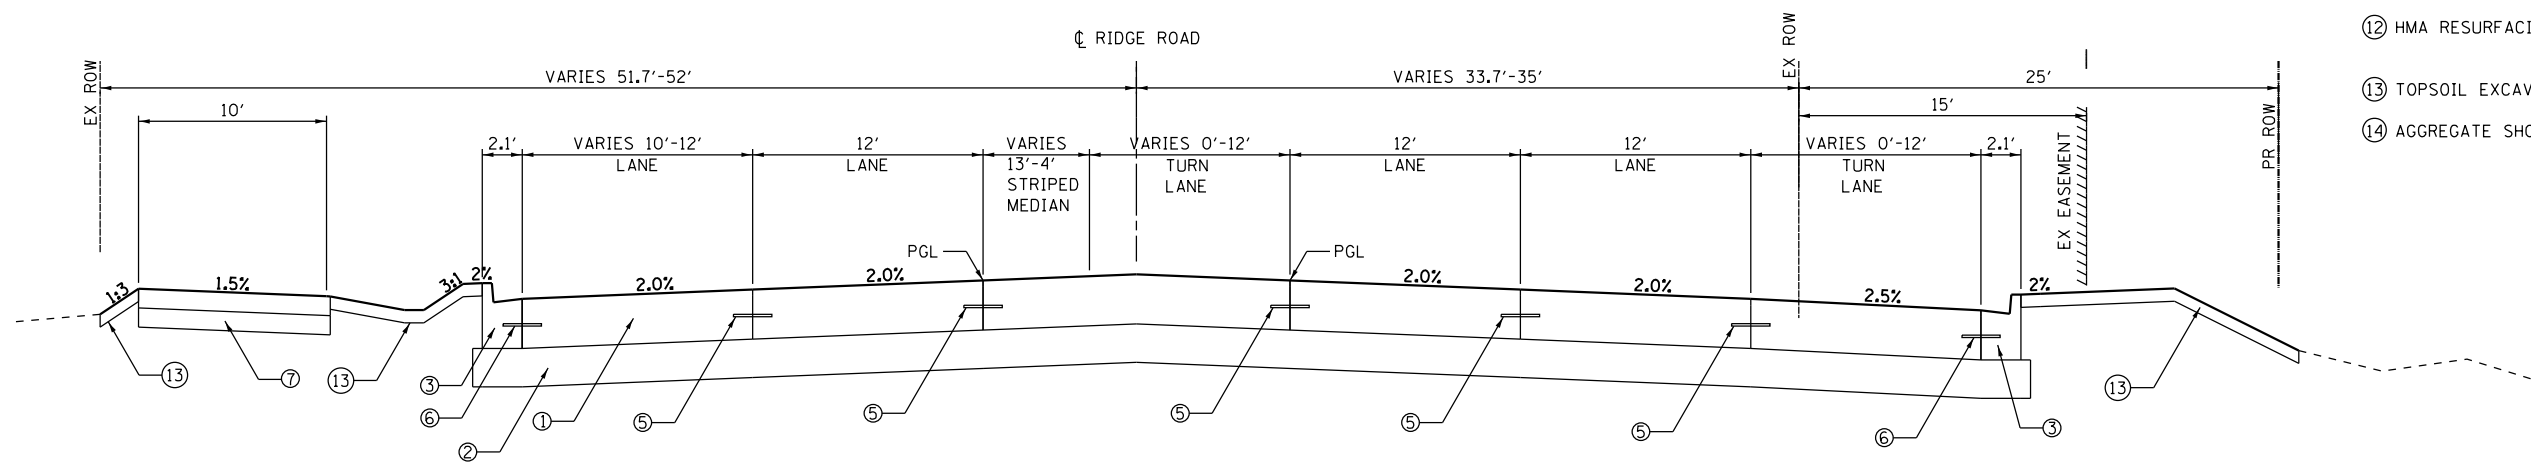 ℄ RIDGE ROAD
EX ROW
⑫ HMA RESURFACI
EX ROW
VARIES 51.7'-52'
VARIES 33.7'-35'
25'
⑬ TOPSOIL EXCAV
10'
15'
PR ROW
⑭ AGGREGATE SHO
2.1'
VARIES 10'-12'
LANE
12'
LANE
VARIES
13'-4'
STRIPED
MEDIAN
VARIES 0'-12'
TURN
LANE
12'
LANE
12'
LANE
VARIES 0'-12'
TURN
LANE
2.1'
EX EASEMENT
PGL
PGL
1:3
1.5%
3:1
2%
2.0%
2.0%
2.0%
2.0%
2.5%
2%
⑬
⑦
⑬
③
⑥
②
①
⑤
⑤
⑤
⑤
⑤
⑥
③
⑬